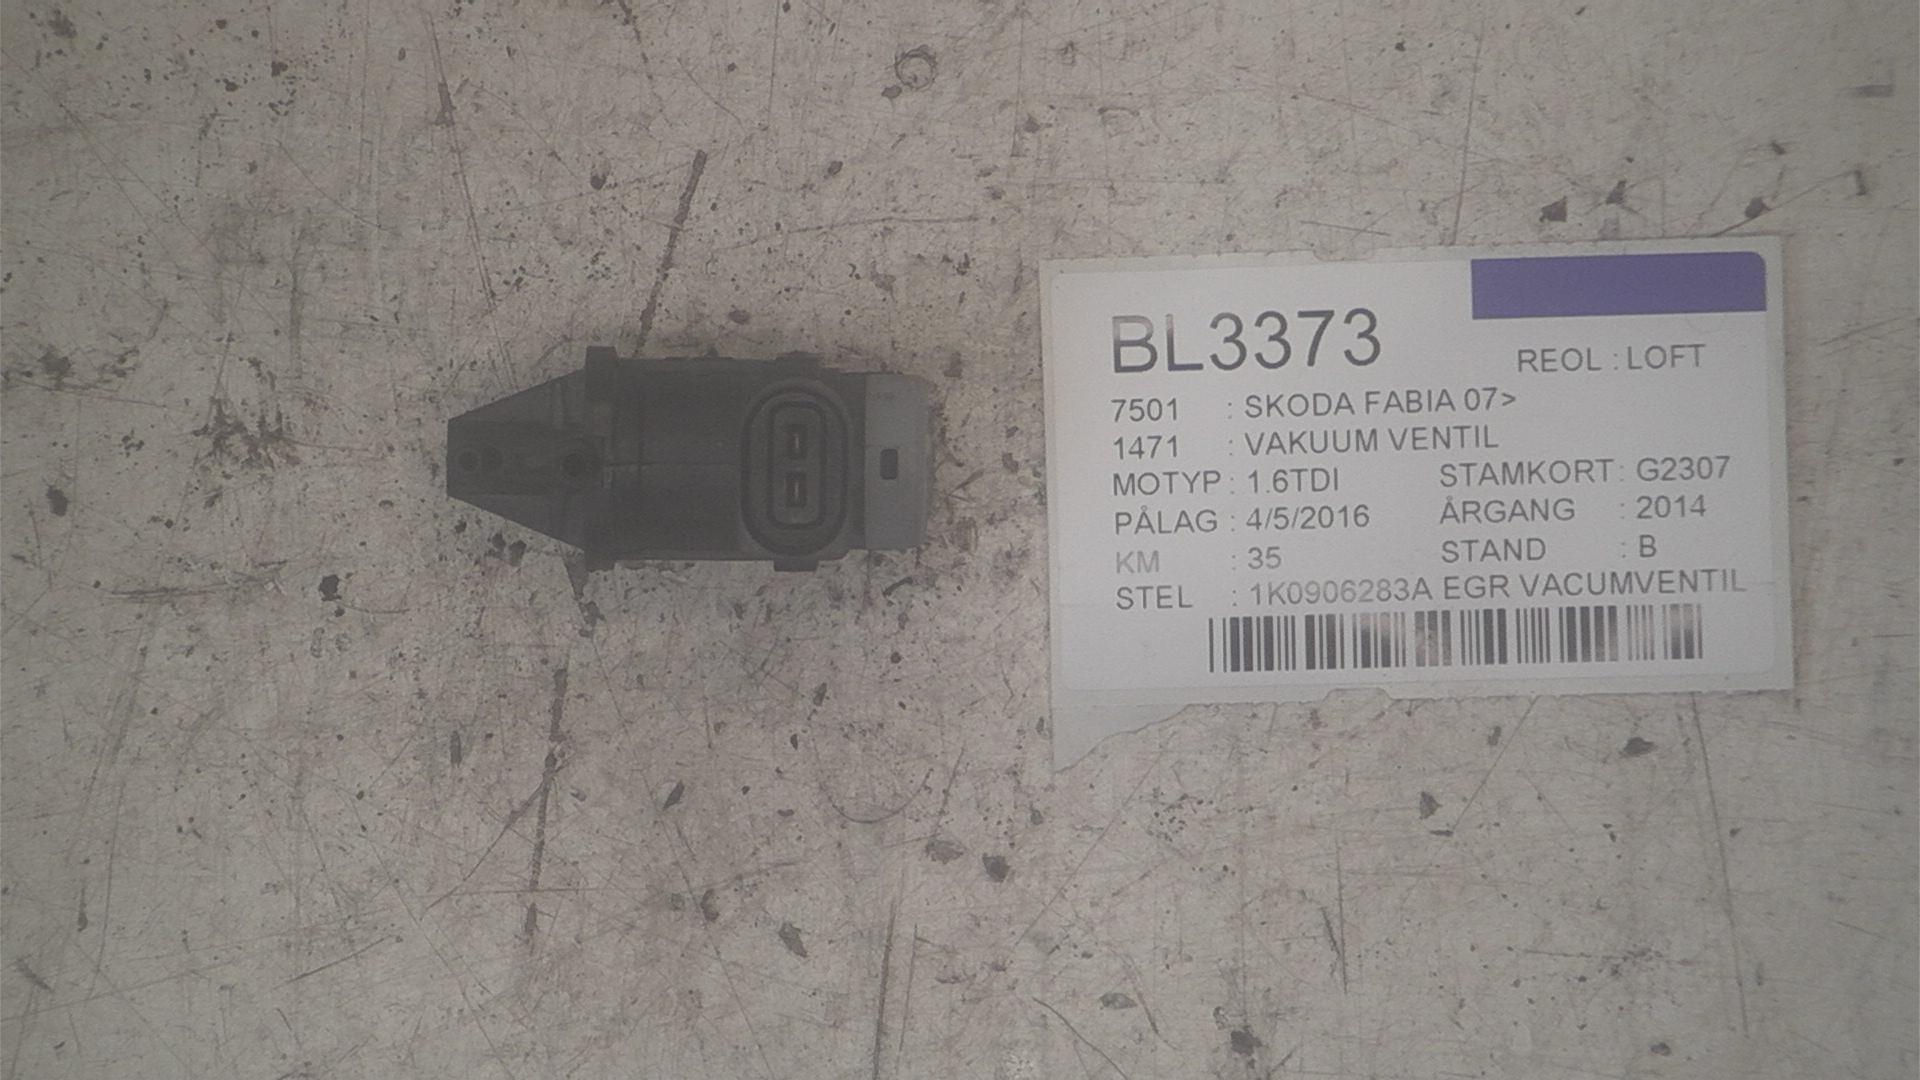 BL3373
REOL : LOFT
7501 : SKODA FABIA 07>
1471 : VAKUUM VENTIL
MOTYP : 1.6TDI STAMKORT : G2307
PÅLAG : 4/5/2016 ÅRGANG : 2014
KM : 35 STAND : B
STEL : 1K0906283A EGR VACUMVENTIL